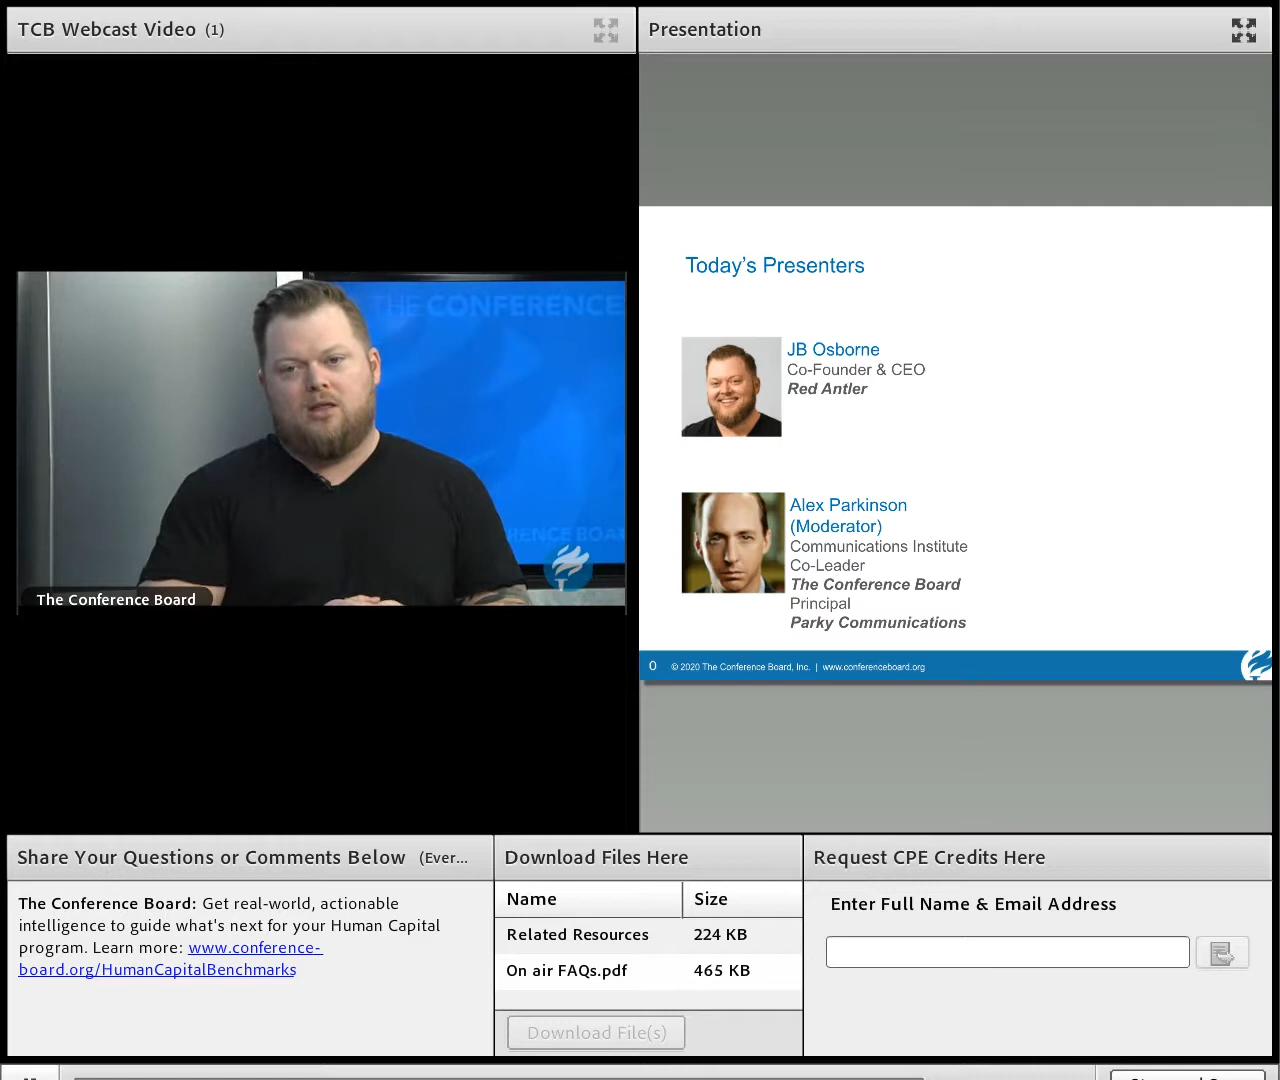 TCB Webcast Video (1)
Presentation
THE CONFERENCE
The Conference Board
Today's Presenters
JB Osborne
Co-Founder & CEO
Red Antler
Alex Parkinson
(Moderator)
Communications Institute
Co-Leader
The Conference Board
Principal
Parky Communications
0 © 2020 The Conference Board, Inc. | www.conferenceboard.org
Share Your Questions or Comments Below (Ever...
The Conference Board: Get real-world, actionable
intelligence to guide what's next for your Human Capital
program. Learn more: www.conference-
board.org/HumanCapitalBenchmarks
Download Files Here
Name Size
Related Resources 224 KB
On air FAQs.pdf 465 KB
Download File(s)
Request CPE Credits Here
Enter Full Name & Email Address